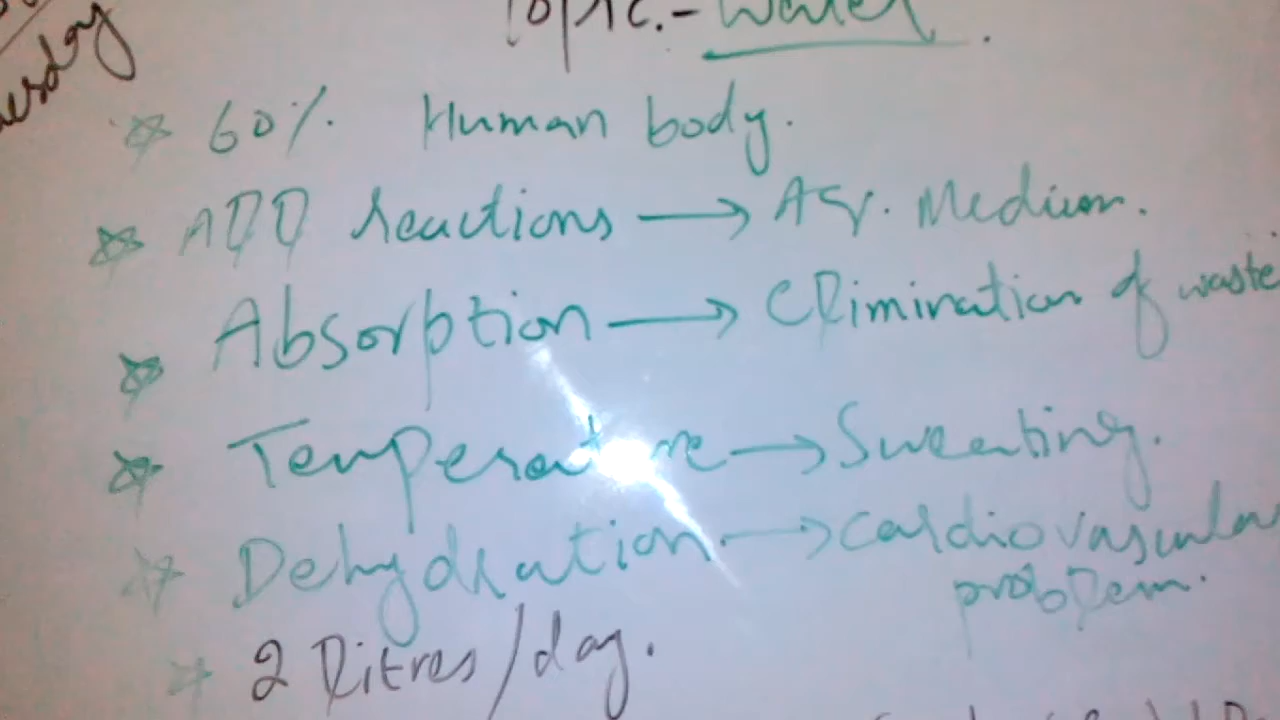 esday
Topic.- Water.
60% Human body.
All reactions → Aq. Medium.
Absorption → elimination of waste
Temperature → Sweating.
Dehydration. → Cardiovascular
problem.
2 litres/day.